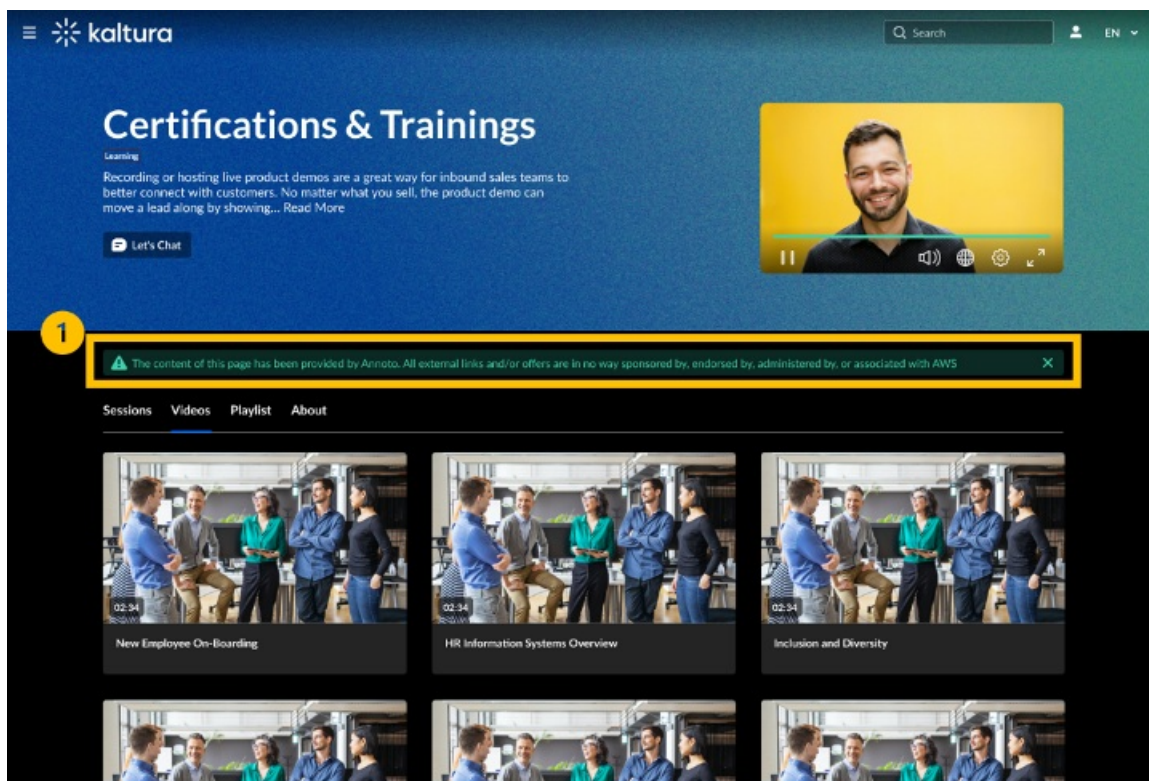 kaltura
Search
EN
Certifications & Trainings
Learning
Recording or hosting live product demos are a great way for inbound sales teams to
better connect with customers. No matter what you sell, the product demo can
move a lead along by showing... Read More
Let's Chat
1
The content of this page has been provided by Annoto. All external links and/or offers are in no way sponsored by, endorsed by, administered by, or associated with AWS
Sessions Videos Playlist About
02:34 02:34 02:34
New Employee On-Boarding HR Information Systems Overview Inclusion and Diversity